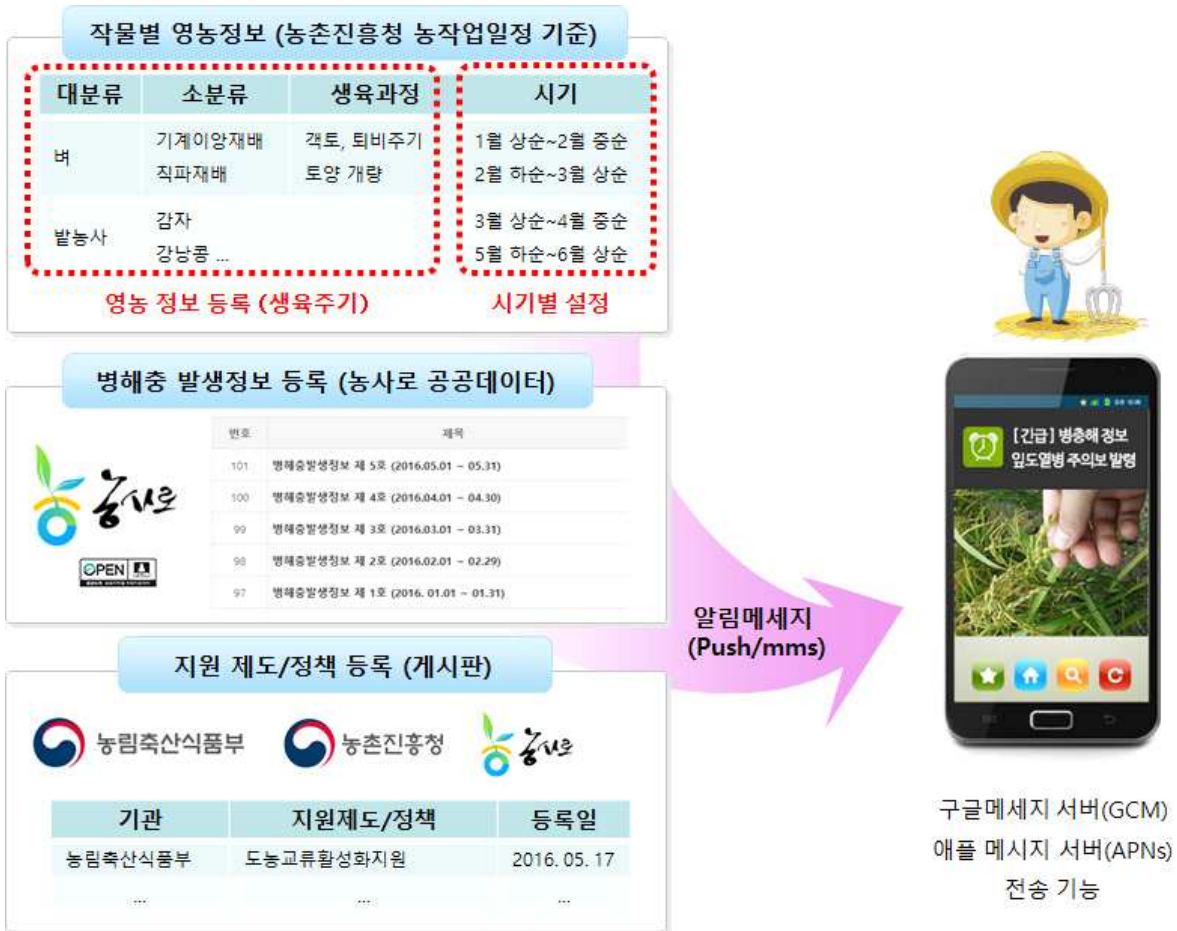 작물별 영농정보 (농촌진흥청 농작업일정 기준)
대분류 소분류 생육과정 시기
벼 기계이앙재배 객토, 퇴비주기 1월 상순~2월 중순
직파재배 토양 개량 2월 하순~3월 상순
밭농사 감자 3월 상순~4월 중순
강낭콩 ... 5월 하순~6월 상순
영농 정보 등록 (생육주기) 시기별 설정
병해충 발생정보 등록 (농사로 공공데이터)
농사로
OPEN
번호 제목
101 병해충발생정보 제 5호 (2016.05.01 ~ 05.31)
100 병해충발생정보 제 4호 (2016.04.01 ~ 04.30)
99 병해충발생정보 제 3호 (2016.03.01 ~ 03.31)
98 병해충발생정보 제 2호 (2016.02.01 ~ 02.29)
97 병해충발생정보 제 1호 (2016. 01.01 ~ 01.31)
지원 제도/정책 등록 (게시판)
농림축산식품부 농촌진흥청 농사로
기관 지원제도/정책 등록일
농림축산식품부 도농교류활성화지원 2016. 05. 17
... ... ...
알림메세지
(Push/mms)
[긴급] 병충해 정보
잎도열병 주의보 발령
구글메세지 서버(GCM)
애플 메시지 서버(APNs)
전송 기능